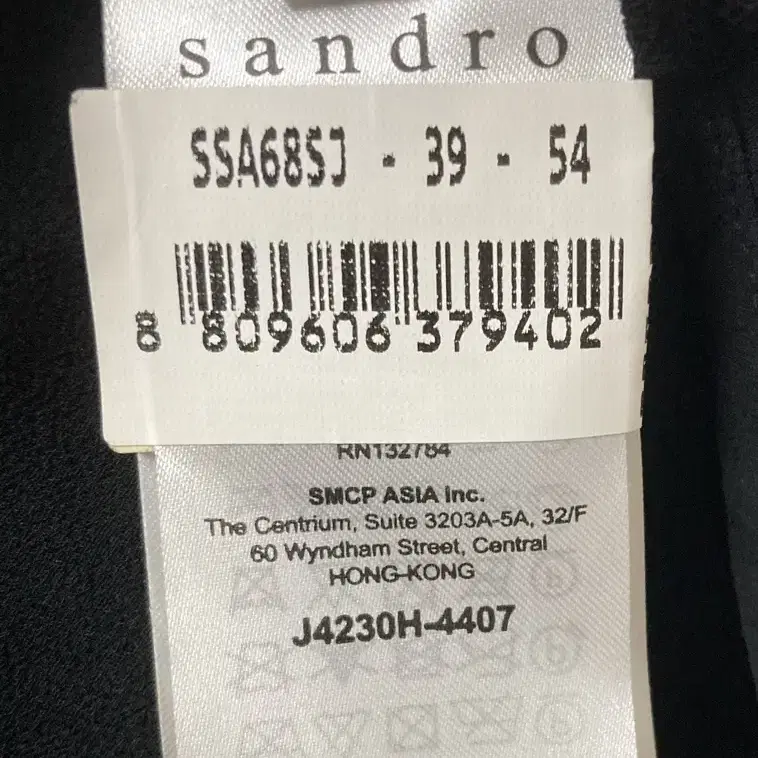 sandro
SSA68SJ - 39 - 54
8 809606 379402
RN132784
SMCP ASIA Inc.
The Centrium, Suite 3203A-5A, 32/F
60 Wyndham Street, Central
HONG-KONG
J4230H-4407